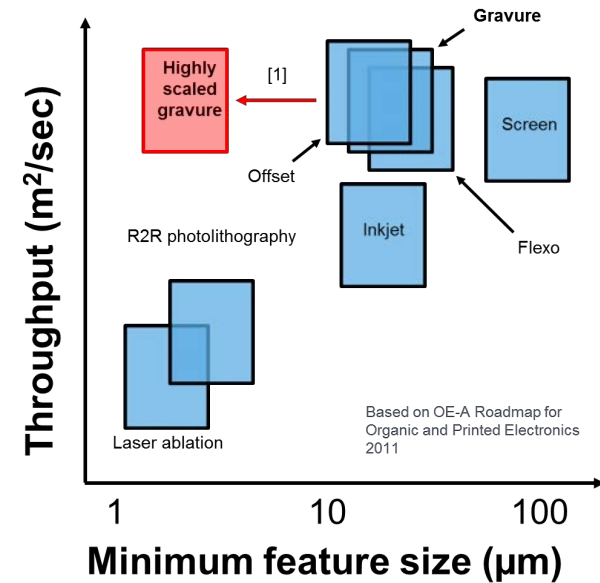 Gravure
Highly
scaled
gravure
[1]
Screen
Offset
Inkjet
Flexo
R2R photolithography
Laser ablation
Based on OE-A Roadmap for
Organic and Printed Electronics
2011
Throughput (m²/sec)
1
10
100
Minimum feature size (µm)